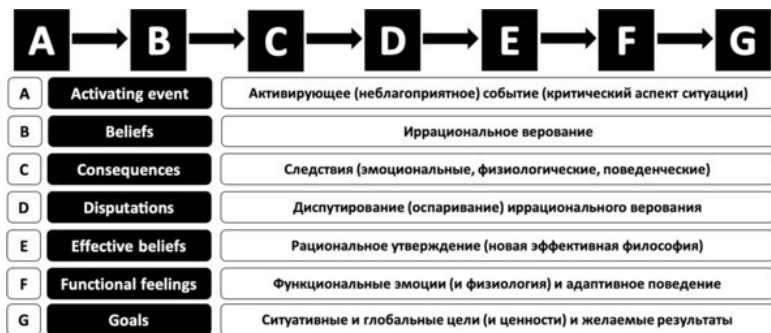 A B C D E F G
A Activating event Активирующее (неблагоприятное) событие (критический аспект ситуации)
B Beliefs Иррациональное верование
C Consequences Следствия (эмоциональные, физиологические, поведенческие)
D Disputations Диспутирование (оспаривание) иррационального верования
E Effective beliefs Рациональное утверждение (новая эффективная философия)
F Functional feelings Функциональные эмоции (и физиология) и адаптивное поведение
G Goals Ситуативные и глобальные цели (и ценности) и желаемые результаты